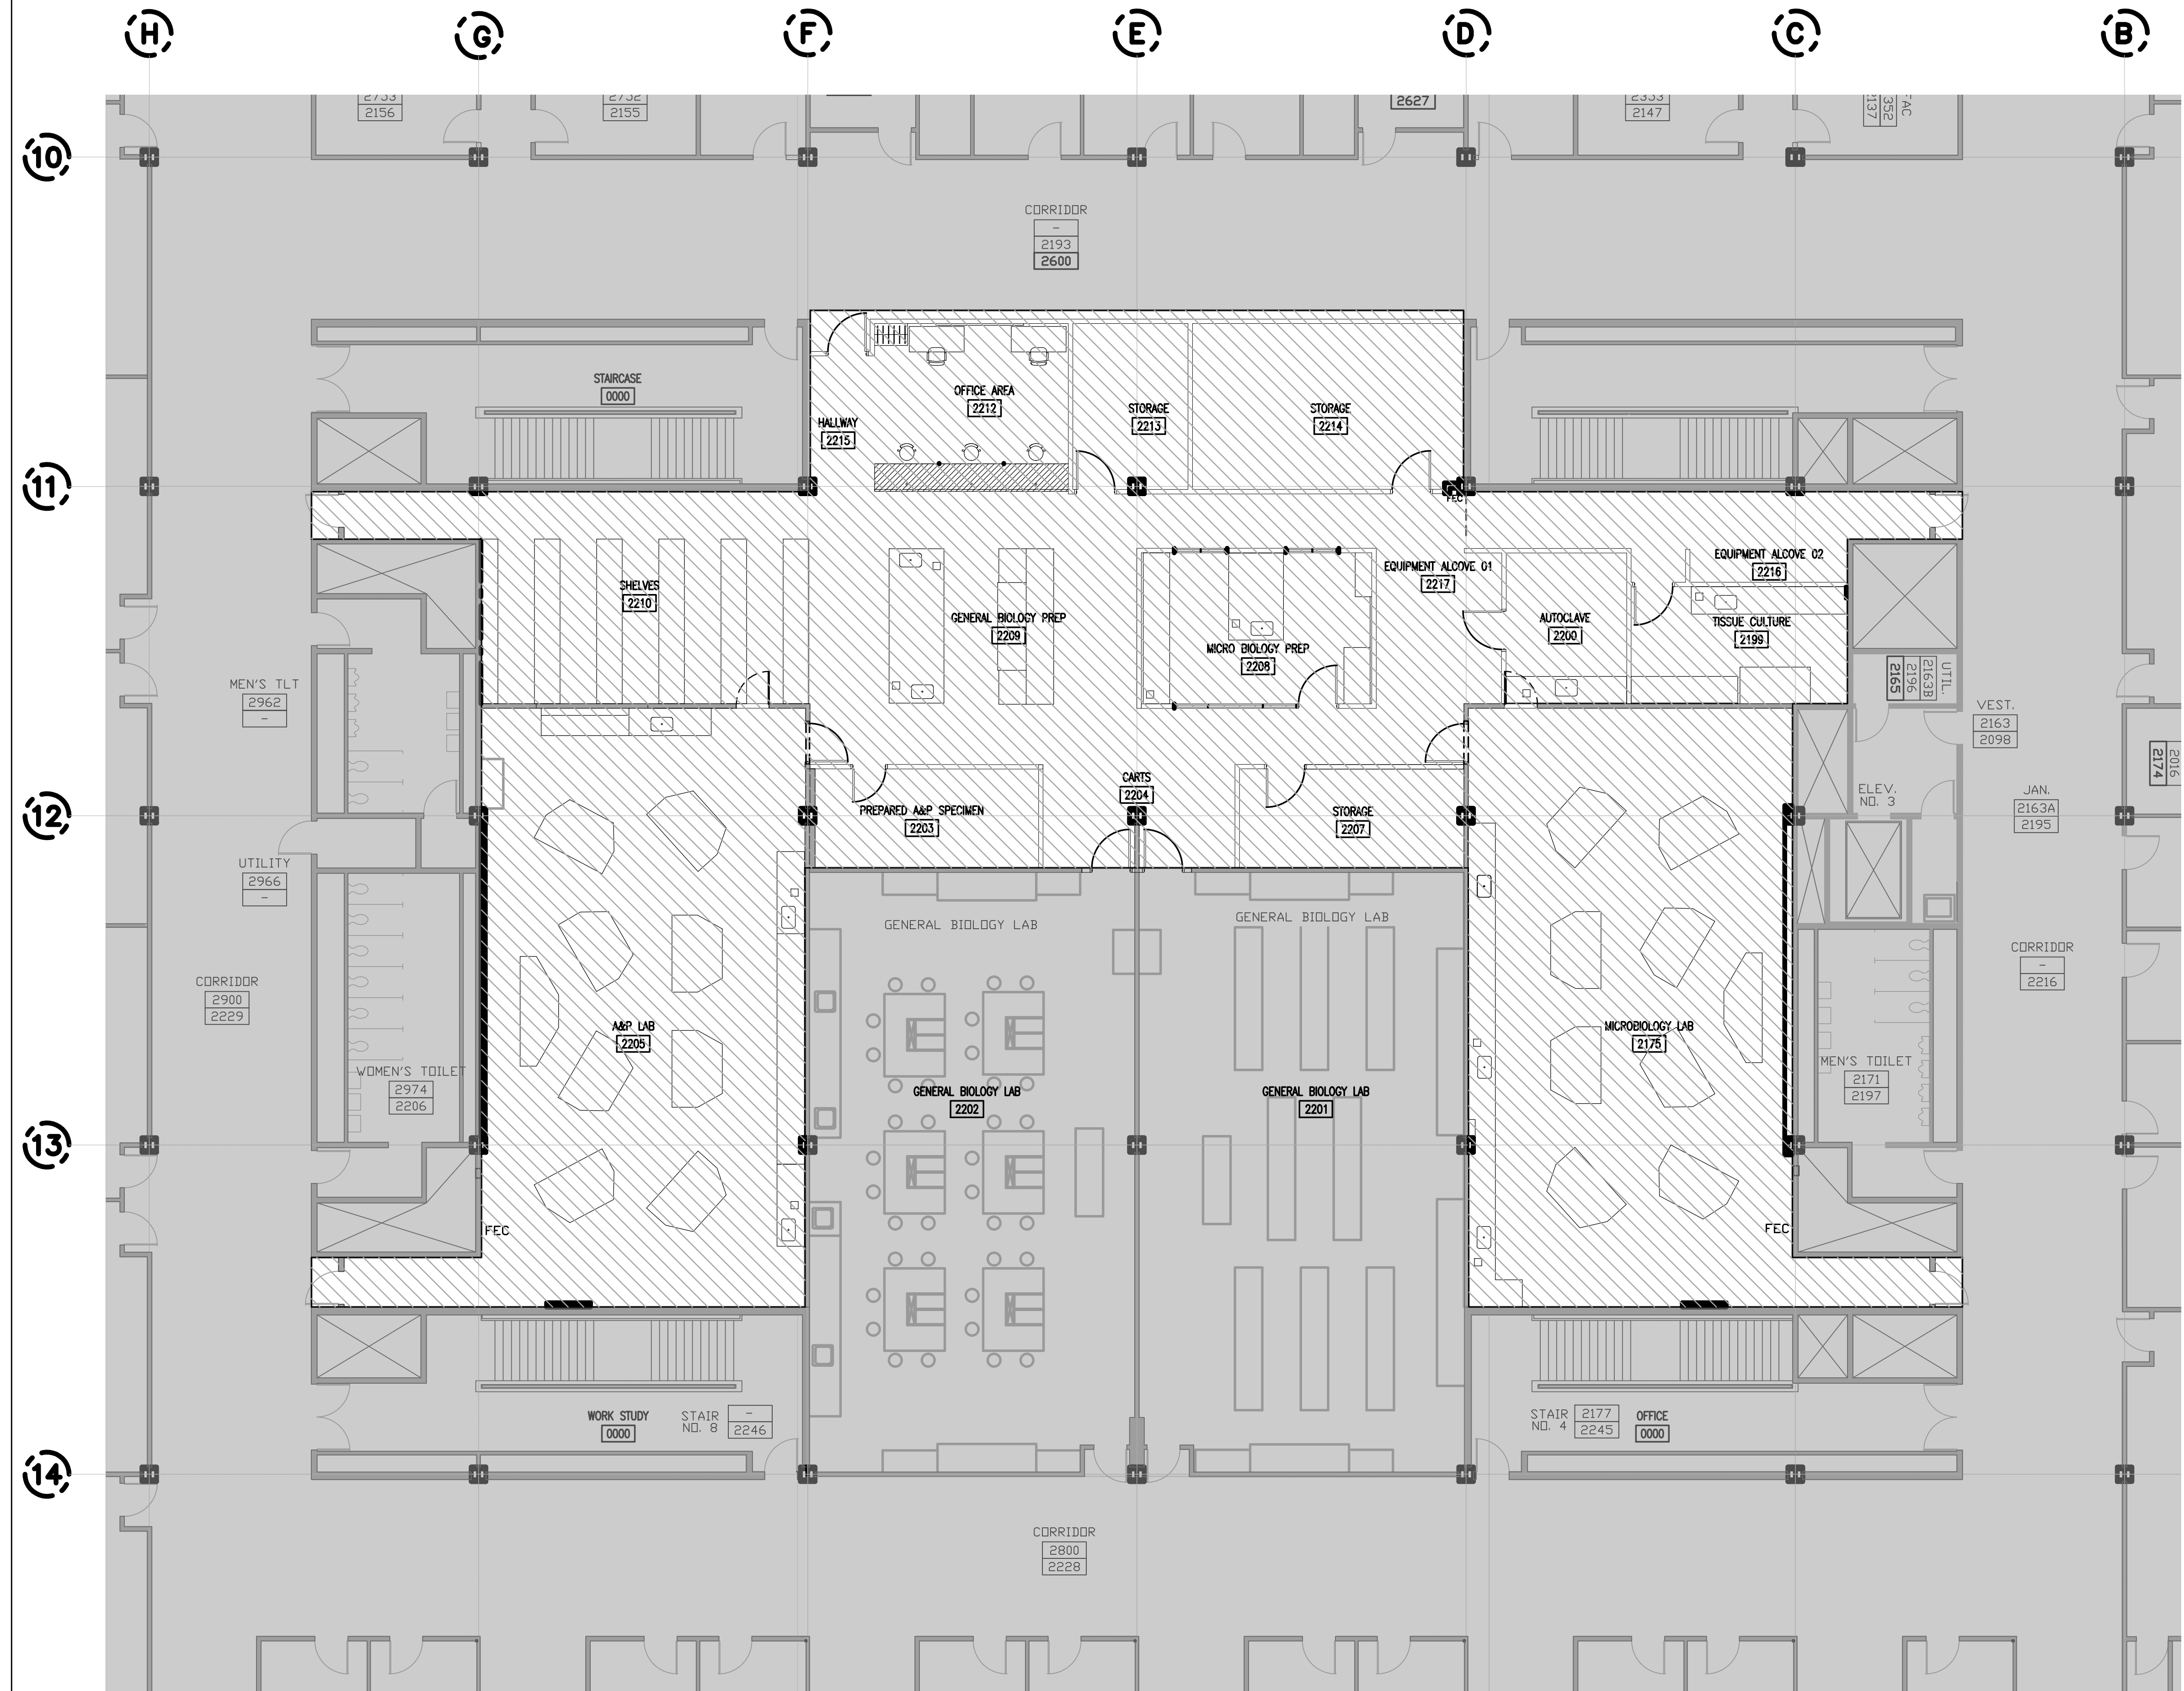 H
G
F
E
D
C
B
2156
2155
2627
2147
2137
352
10
CORRIDOR
-
2193
2600
STAIRCASE
0000
OFFICE AREA
2212
HALLWAY
2215
STORAGE
2213
STORAGE
2214
11
FEC
SHELVES
2210
GENERAL BIOLOGY PREP
2209
MICRO BIOLOGY PREP
2208
EQUIPMENT ALCOVE 01
2217
EQUIPMENT ALCOVE 02
2216
AUTOCLAVE
2200
TISSUE CULTURE
2199
MEN'S TLT
2962
-
UTIL.
2163B
2196
2165
VEST.
2163
2098
2016
2174
CARTS
2204
PREPARED A&P SPECIMEN
2203
STORAGE
2207
ELEV.
NO. 3
JAN.
2163A
2195
12
UTILITY
2966
-
GENERAL BIOLOGY LAB
GENERAL BIOLOGY LAB
CORRIDOR
2900
2229
CORRIDOR
-
2216
A&P LAB
2205
MICROBIOLOGY LAB
2175
WOMEN'S TOILET
2974
2206
GENERAL BIOLOGY LAB
2202
GENERAL BIOLOGY LAB
2201
MEN'S TOILET
2171
2197
13
FEC
FEC
WORK STUDY
0000
STAIR
NO. 8
-
2246
STAIR
NO. 4
2177
2245
OFFICE
0000
14
CORRIDOR
2800
2228